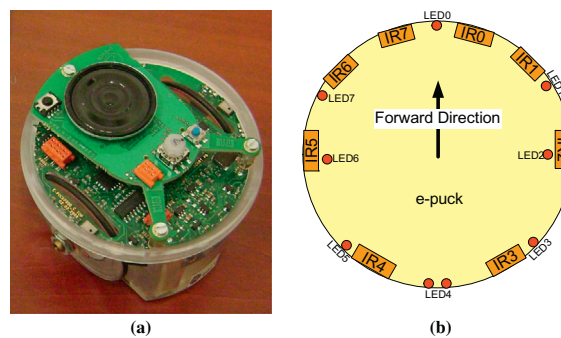 LED0
IR7
IR0
IR6
IR1
LED7
Forward Direction
IR5
LED6
LED2
e-puck
LED5
IR4
IR3
LED3
LED4
(a)
(b)